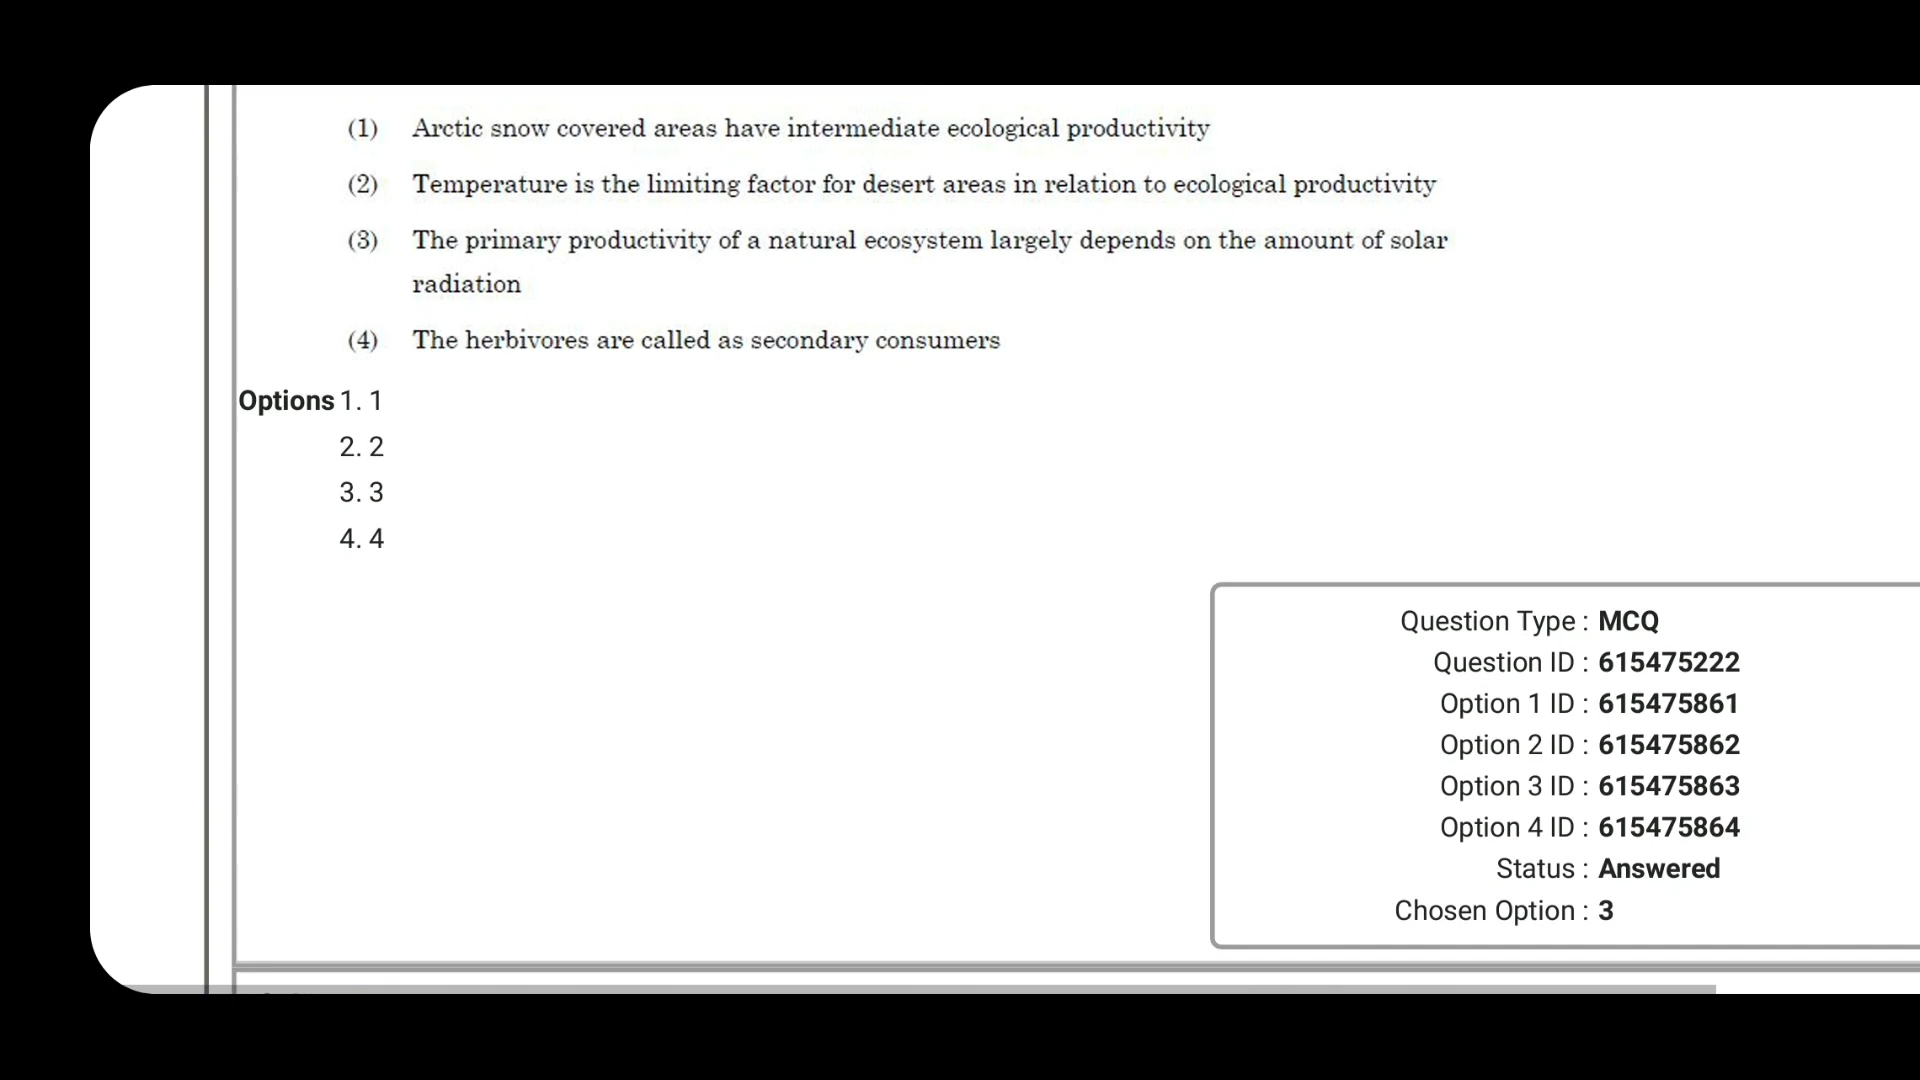 (1) Arctic snow covered areas have intermediate ecological productivity
(2) Temperature is the limiting factor for desert areas in relation to ecological productivity
(3) The primary productivity of a natural ecosystem largely depends on the amount of solar
radiation
(4) The herbivores are called as secondary consumers
Options 1. 1
2. 2
3. 3
4. 4
Question Type : MCQ
Question ID : 615475222
Option 1 ID : 615475861
Option 2 ID : 615475862
Option 3 ID : 615475863
Option 4 ID : 615475864
Status : Answered
Chosen Option : 3